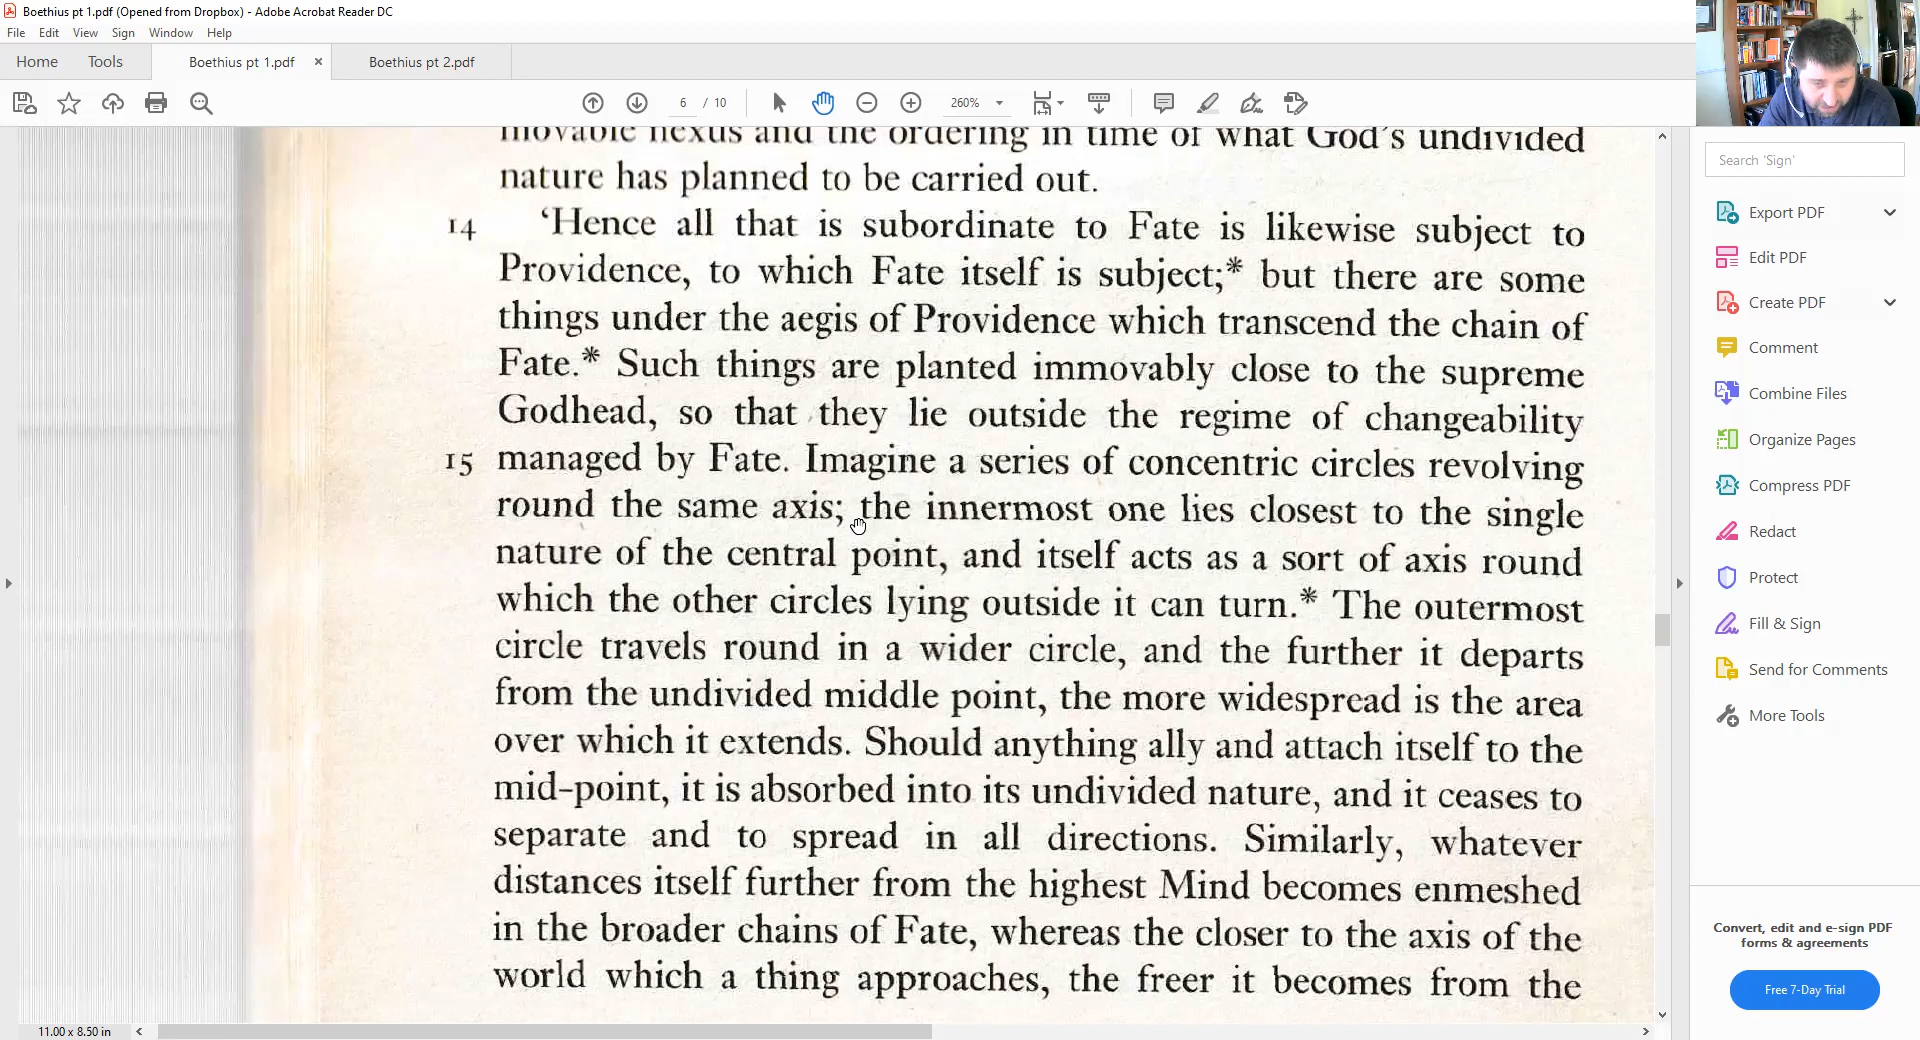 Boethius pt 1.pdf (Opened from Dropbox) - Adobe Acrobat Reader DC
File Edit View Sign Window Help
Home Tools Boethius pt 1.pdf × Boethius pt 2.pdf
6 / 10 260%
movable nexus and the ordering in time of what God's undivided
nature has planned to be carried out.
14 'Hence all that is subordinate to Fate is likewise subject to
Providence, to which Fate itself is subject;* but there are some
things under the aegis of Providence which transcend the chain of
Fate.* Such things are planted immovably close to the supreme
Godhead, so that they lie outside the regime of changeability
15 managed by Fate. Imagine a series of concentric circles revolving
round the same axis; the innermost one lies closest to the single
nature of the central point, and itself acts as a sort of axis round
which the other circles lying outside it can turn.* The outermost
circle travels round in a wider circle, and the further it departs
from the undivided middle point, the more widespread is the area
over which it extends. Should anything ally and attach itself to the
mid-point, it is absorbed into its undivided nature, and it ceases to
separate and to spread in all directions. Similarly, whatever
distances itself further from the highest Mind becomes enmeshed
in the broader chains of Fate, whereas the closer to the axis of the
world which a thing approaches, the freer it becomes from the
11.00 x 8.50 in
Search 'Sign'
Export PDF
Edit PDF
Create PDF
Comment
Combine Files
Organize Pages
Compress PDF
Redact
Protect
Fill & Sign
Send for Comments
More Tools
Convert, edit and e-sign PDF
forms & agreements
Free 7-Day Trial